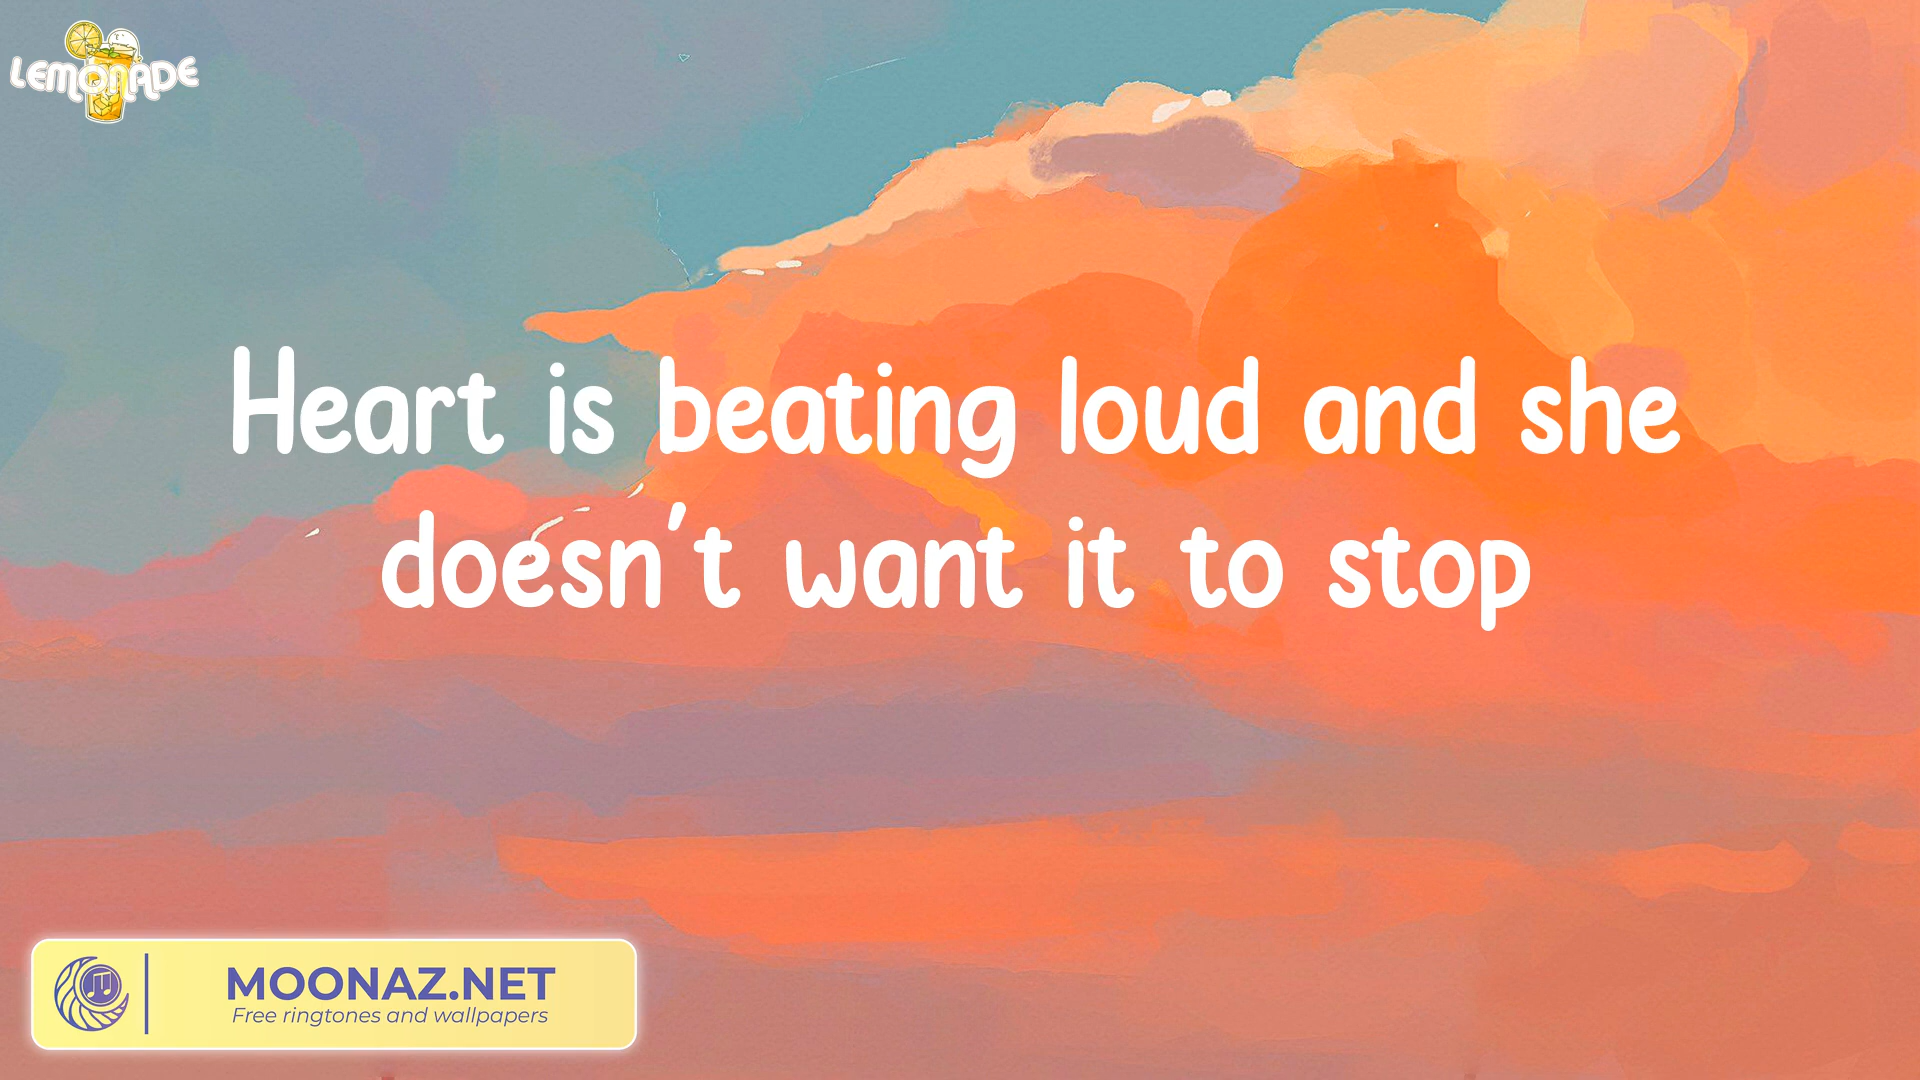 LEMONADE
Heart is beating loud and she
doesn't want it to stop
MOONAZ.NET
Free ringtones and wallpapers